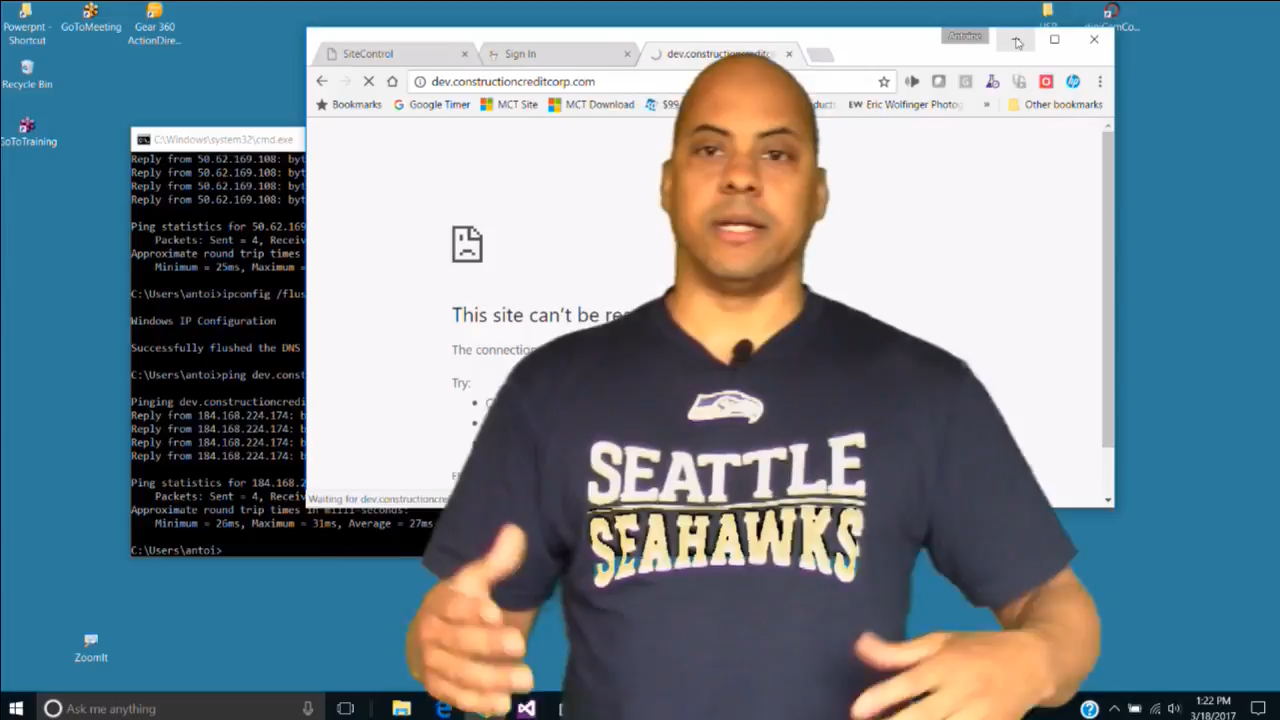 Powerpnt -
Shortcut
GoToMeeting
Gear 360
ActionDire...
Recycle Bin
GoToTraining
ZoomIt
Antoine
SiteControl
Sign In
dev.constructioncreditco
dev.constructioncreditcorp.com
Bookmarks
Google Timer
MCT Site
MCT Download
$99
Eric Wolfinger Photog
»
Other bookmarks
This site can't be re
The connection
Try:
Waiting for dev.constructioncre
C:\Windows\system32\cmd.exe
Reply from 50.62.169.108: byt
Reply from 50.62.169.108: byt
Reply from 50.62.169.108: byt
Reply from 50.62.169.108: byt
Ping statistics for 50.62.169
Packets: Sent = 4, Receiv
Approximate round trip times
Minimum = 25ms, Maximum =
C:\Users\antoi>ipconfig /flus
Windows IP Configuration
Successfully flushed the DNS
C:\Users\antoi>ping dev.const
Pinging dev.constructioncredi
Reply from 184.168.224.174: b
Reply from 184.168.224.174: b
Reply from 184.168.224.174: b
Reply from 184.168.224.174: b
Ping statistics for 184.168.2
Packets: Sent = 4, Receiv
Approximate round trip times in milli-seconds:
Minimum = 26ms, Maximum = 31ms, Average = 27ms
C:\Users\antoi>
SEATTLE
SEAHAWKS
Ask me anything
1:22 PM
3/18/2017